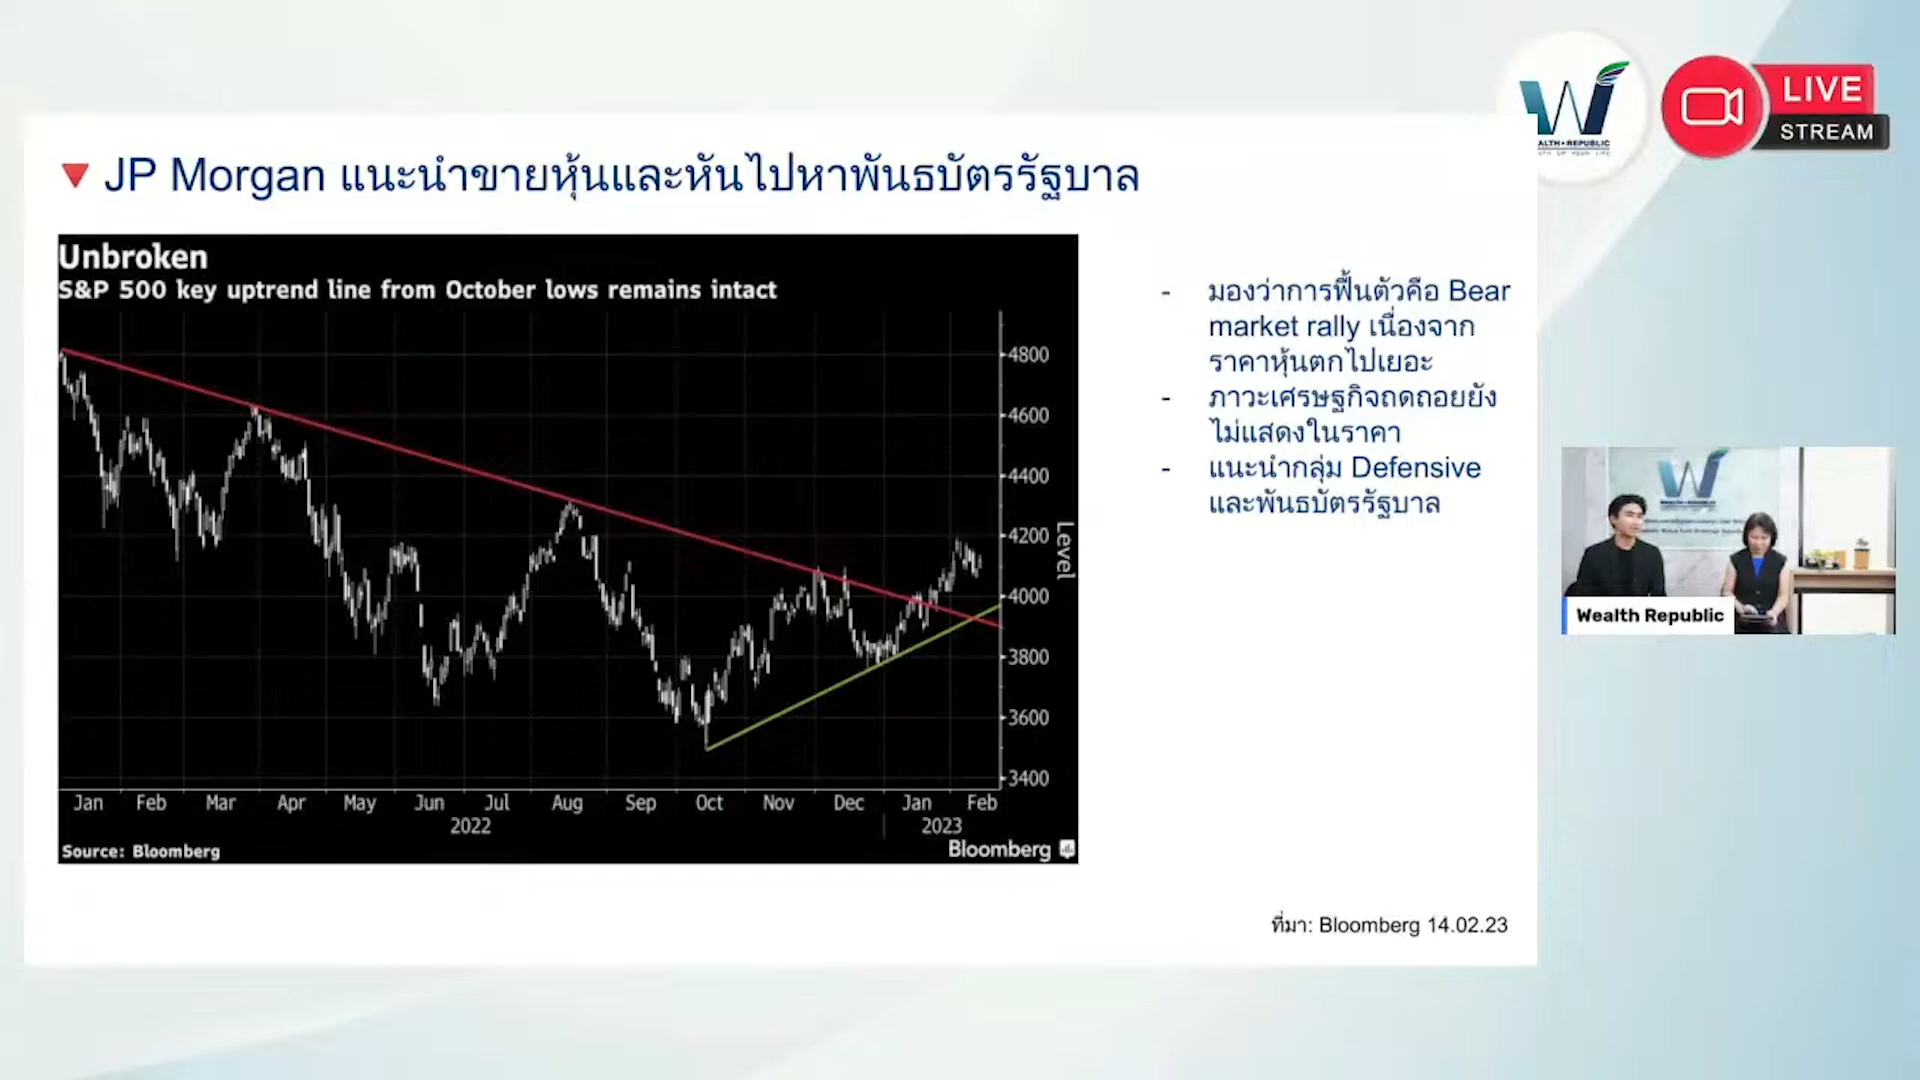 LIVE
STREAM
W
ALTH•REPUBLIC
JP Morgan แนะนำขายหุ้นและหันไปหาพันธบัตรรัฐบาล
Unbroken
S&P 500 key uptrend line from October lows remains intact
4800
4600
4400
4200
4000
3800
3600
3400
Level
Jan Feb Mar Apr May Jun Jul Aug Sep Oct Nov Dec Jan Feb
2022 2023
Source: Bloomberg
Bloomberg
- มองว่าการฟื้นตัวคือ Bear
market rally เนื่องจาก
ราคาหุ้นตกไปเยอะ
- ภาวะเศรษฐกิจถดถอยยัง
ไม่แสดงในราคา
- แนะนำกลุ่ม Defensive
และพันธบัตรรัฐบาล
Wealth Republic
ที่มา: Bloomberg 14.02.23